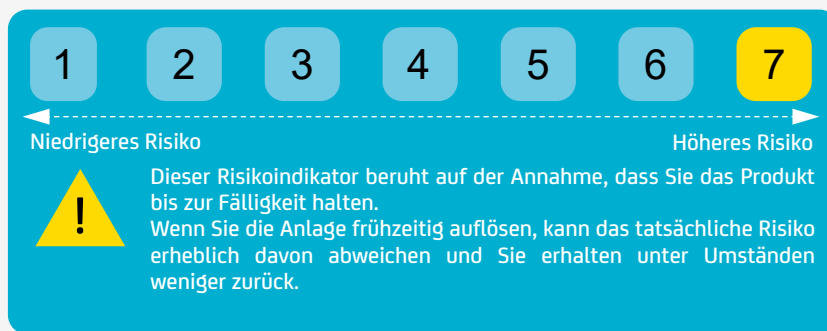 1 2 3 4 5 6 7
Niedrigeres Risiko Höheres Risiko
!
Dieser Risikoindikator beruht auf der Annahme, dass Sie das Produkt
bis zur Fälligkeit halten.
Wenn Sie die Anlage frühzeitig auflösen, kann das tatsächliche Risiko
erheblich davon abweichen und Sie erhalten unter Umständen
weniger zurück.